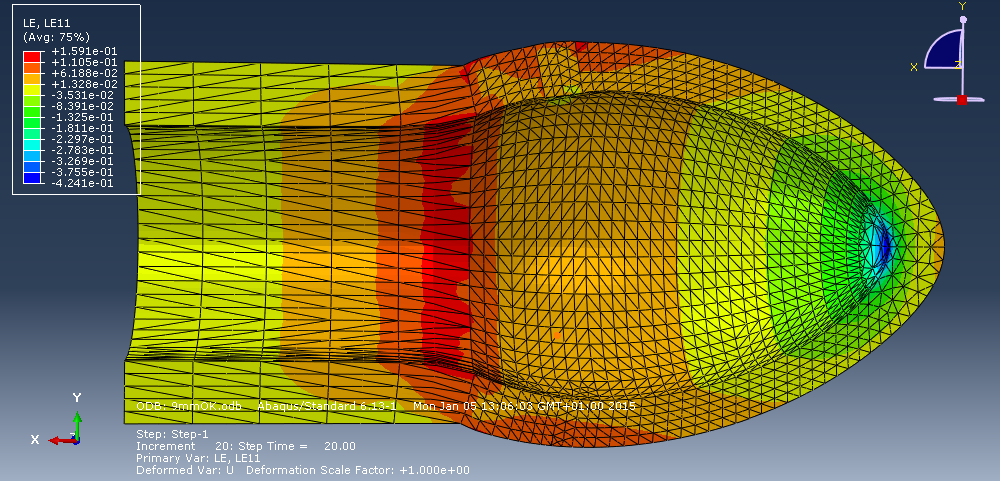 LE, LE11
(Avg: 75%)
+1.591e-01
+1.105e-01
+6.188e-02
+1.328e-02
-3.531e-02
-8.391e-02
-1.325e-01
-1.811e-01
-2.297e-01
-2.783e-01
-3.269e-01
-3.755e-01
-4.241e-01
Y
X
Z
ODB: 9mmOK.odb Abaqus/Standard 6.13-1 Mon Jan 05 13:06:03 GMT+01:00 2015
Y
X
Z
Step: Step-1
Increment 20: Step Time = 20.00
Primary Var: LE, LE11
Deformed Var: U Deformation Scale Factor: +1.000e+00